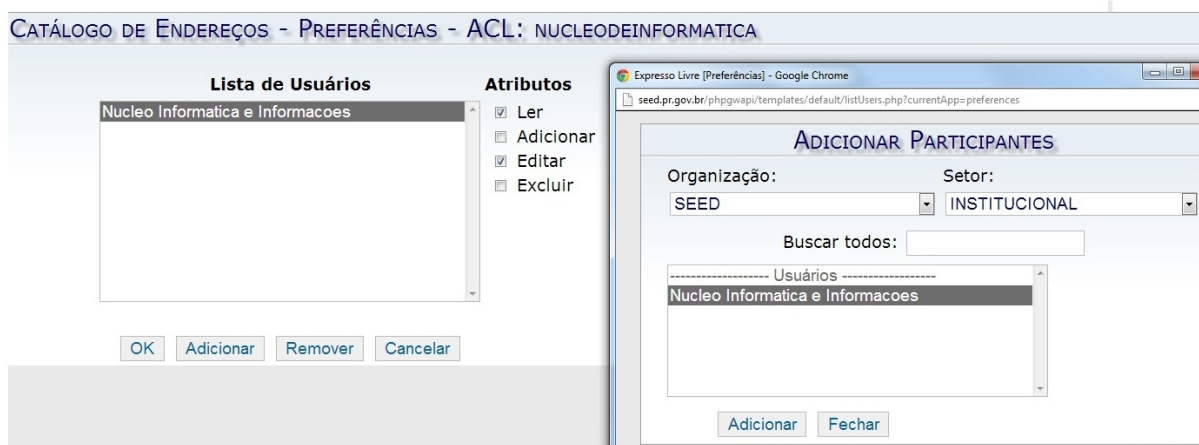 CATÁLOGO DE ENDEREÇOS - PREFERÊNCIAS - ACL: NUCLEODEINFORMATICA
Lista de Usuários
Nucleo Informatica e Informacoes
Atributos
Ler
Adicionar
Editar
Excluir
OK Adicionar Remover Cancelar
Expresso Livre [Preferências] - Google Chrome
seed.pr.gov.br/phpgwapi/templates/default/listUsers.php?currentApp=preferences
ADICIONAR PARTICIPANTES
Organização: Setor:
SEED INSTITUCIONAL
Buscar todos:
------------------- Usuários ------------------
Nucleo Informatica e Informacoes
Adicionar Fechar